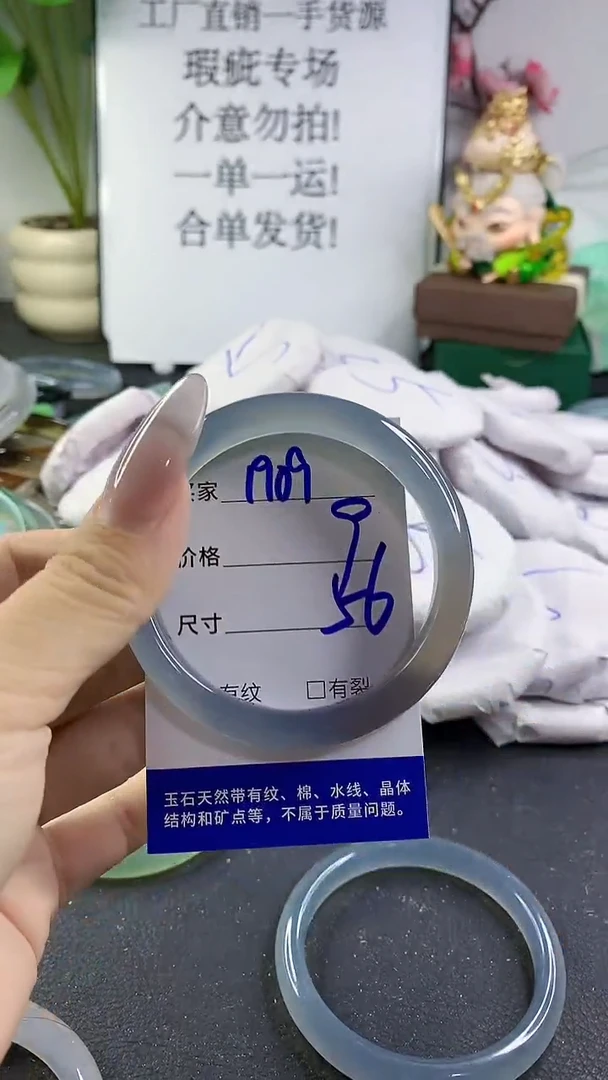 工厂直销一手货源
瑕疵专场
介意勿拍!
一单一运!
合单发货!
买家 1909
价格
尺寸 56
有纹 □有裂
玉石天然带有纹、棉、水线、晶体
结构和矿点等，不属于质量问题。